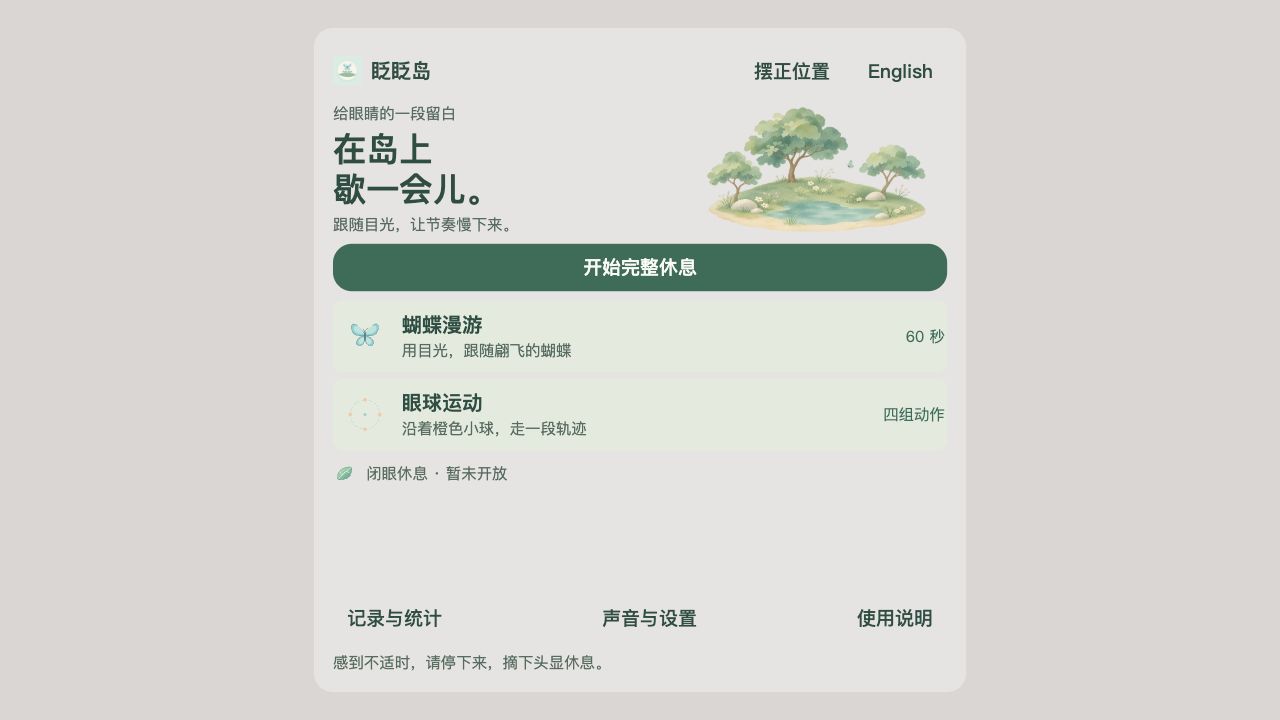 眨眨岛
摆正位置
English
给眼睛的一段留白
在岛上
歇一会儿。
跟随目光，让节奏慢下来。
开始完整休息
蝴蝶漫游
用目光，跟随翩飞的蝴蝶
60 秒
眼球运动
沿着橙色小球，走一段轨迹
四组动作
闭眼休息 · 暂未开放
记录与统计
声音与设置
使用说明
感到不适时，请停下来，摘下头显休息。